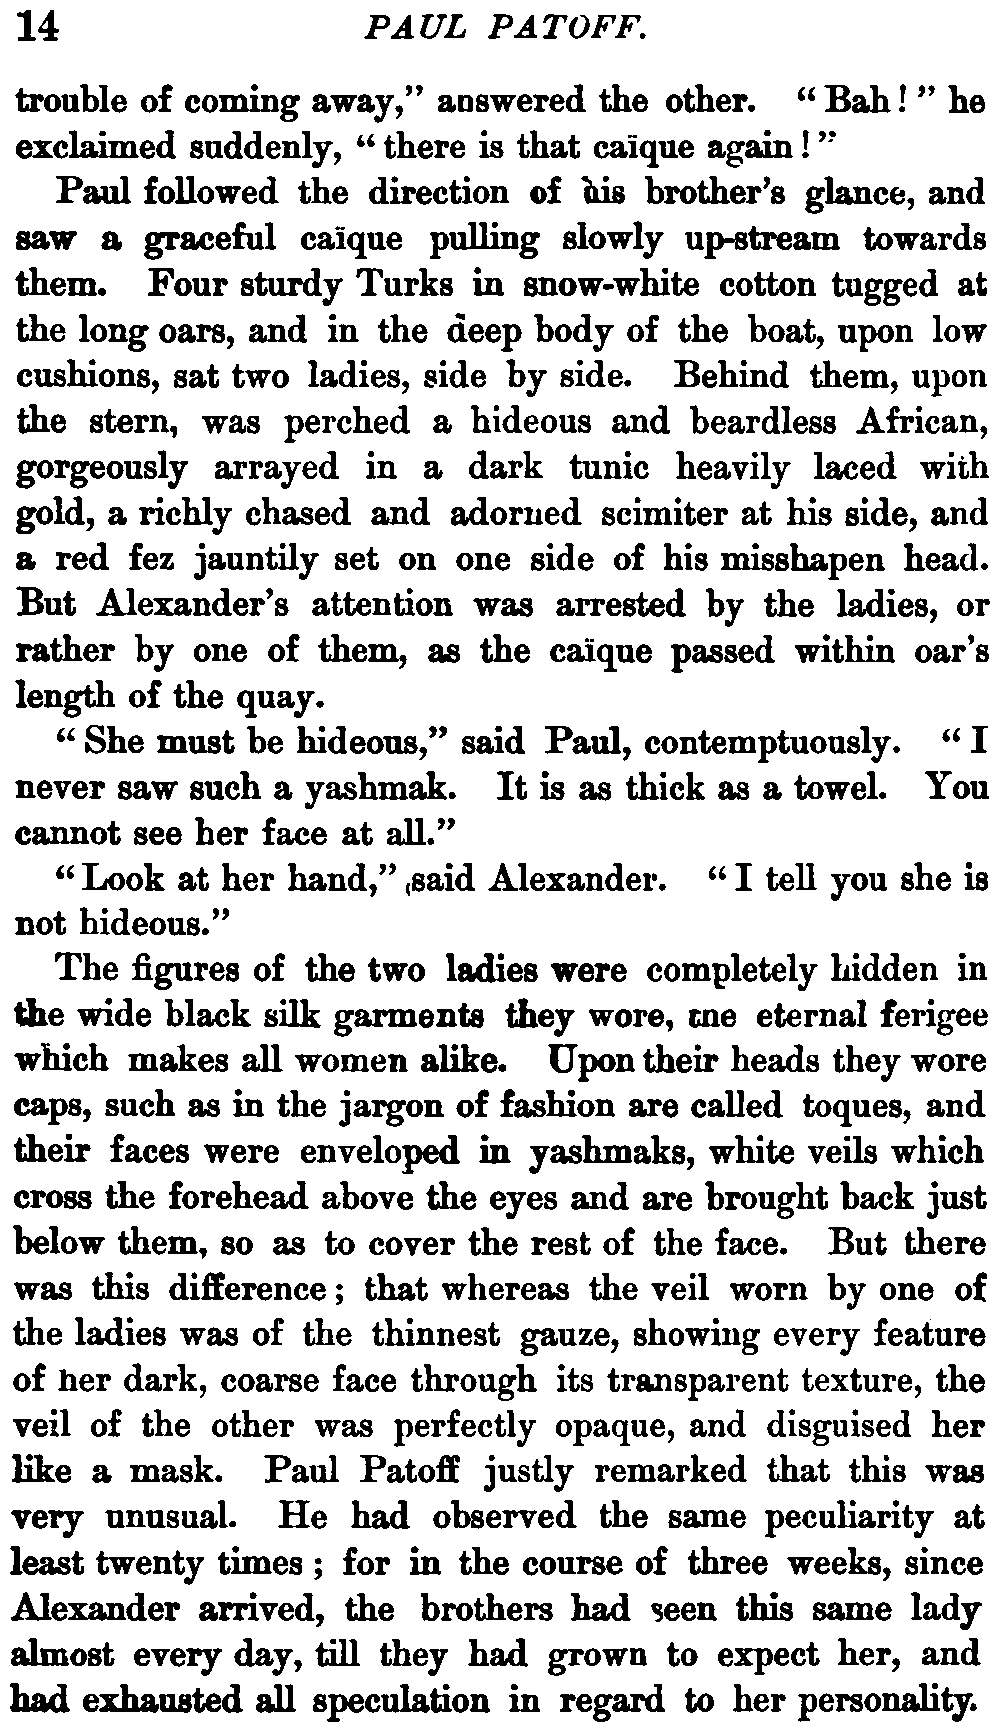 14 PAUL PATOFF.
trouble of coming away," answered the other. "Bah!" he
exclaimed suddenly, "there is that caïque again!"
Paul followed the direction of his brother's glance, and
saw a graceful caïque pulling slowly up-stream towards
them. Four sturdy Turks in snow-white cotton tugged at
the long oars, and in the deep body of the boat, upon low
cushions, sat two ladies, side by side. Behind them, upon
the stern, was perched a hideous and beardless African,
gorgeously arrayed in a dark tunic heavily laced with
gold, a richly chased and adorned scimiter at his side, and
a red fez jauntily set on one side of his misshapen head.
But Alexander's attention was arrested by the ladies, or
rather by one of them, as the caïque passed within oar's
length of the quay.
"She must be hideous," said Paul, contemptuously. "I
never saw such a yashmak. It is as thick as a towel. You
cannot see her face at all."
"Look at her hand," said Alexander. "I tell you she is
not hideous."
The figures of the two ladies were completely hidden in
the wide black silk garments they wore, the eternal ferigee
which makes all women alike. Upon their heads they wore
caps, such as in the jargon of fashion are called toques, and
their faces were enveloped in yashmaks, white veils which
cross the forehead above the eyes and are brought back just
below them, so as to cover the rest of the face. But there
was this difference; that whereas the veil worn by one of
the ladies was of the thinnest gauze, showing every feature
of her dark, coarse face through its transparent texture, the
veil of the other was perfectly opaque, and disguised her
like a mask. Paul Patoff justly remarked that this was
very unusual. He had observed the same peculiarity at
least twenty times; for in the course of three weeks, since
Alexander arrived, the brothers had seen this same lady
almost every day, till they had grown to expect her, and
had exhausted all speculation in regard to her personality.